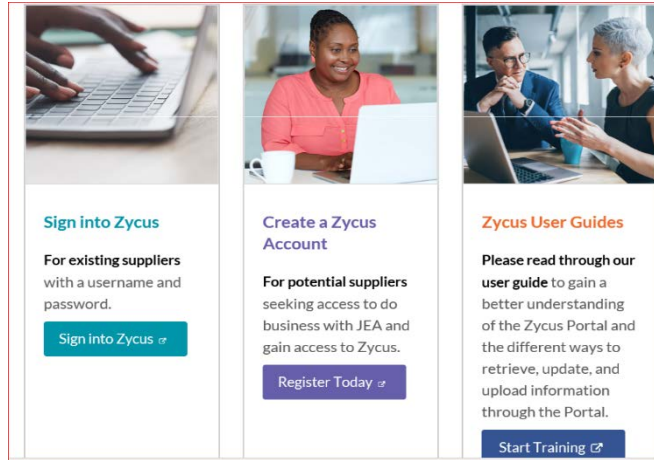 Sign into Zycus
For existing suppliers
with a username and
password.
Sign into Zycus
Create a Zycus
Account
For potential suppliers
seeking access to do
business with JEA and
gain access to Zycus.
Register Today
Zycus User Guides
Please read through our
user guide to gain a
better understanding
of the Zycus Portal and
the different ways to
retrieve, update, and
upload information
through the Portal.
Start Training